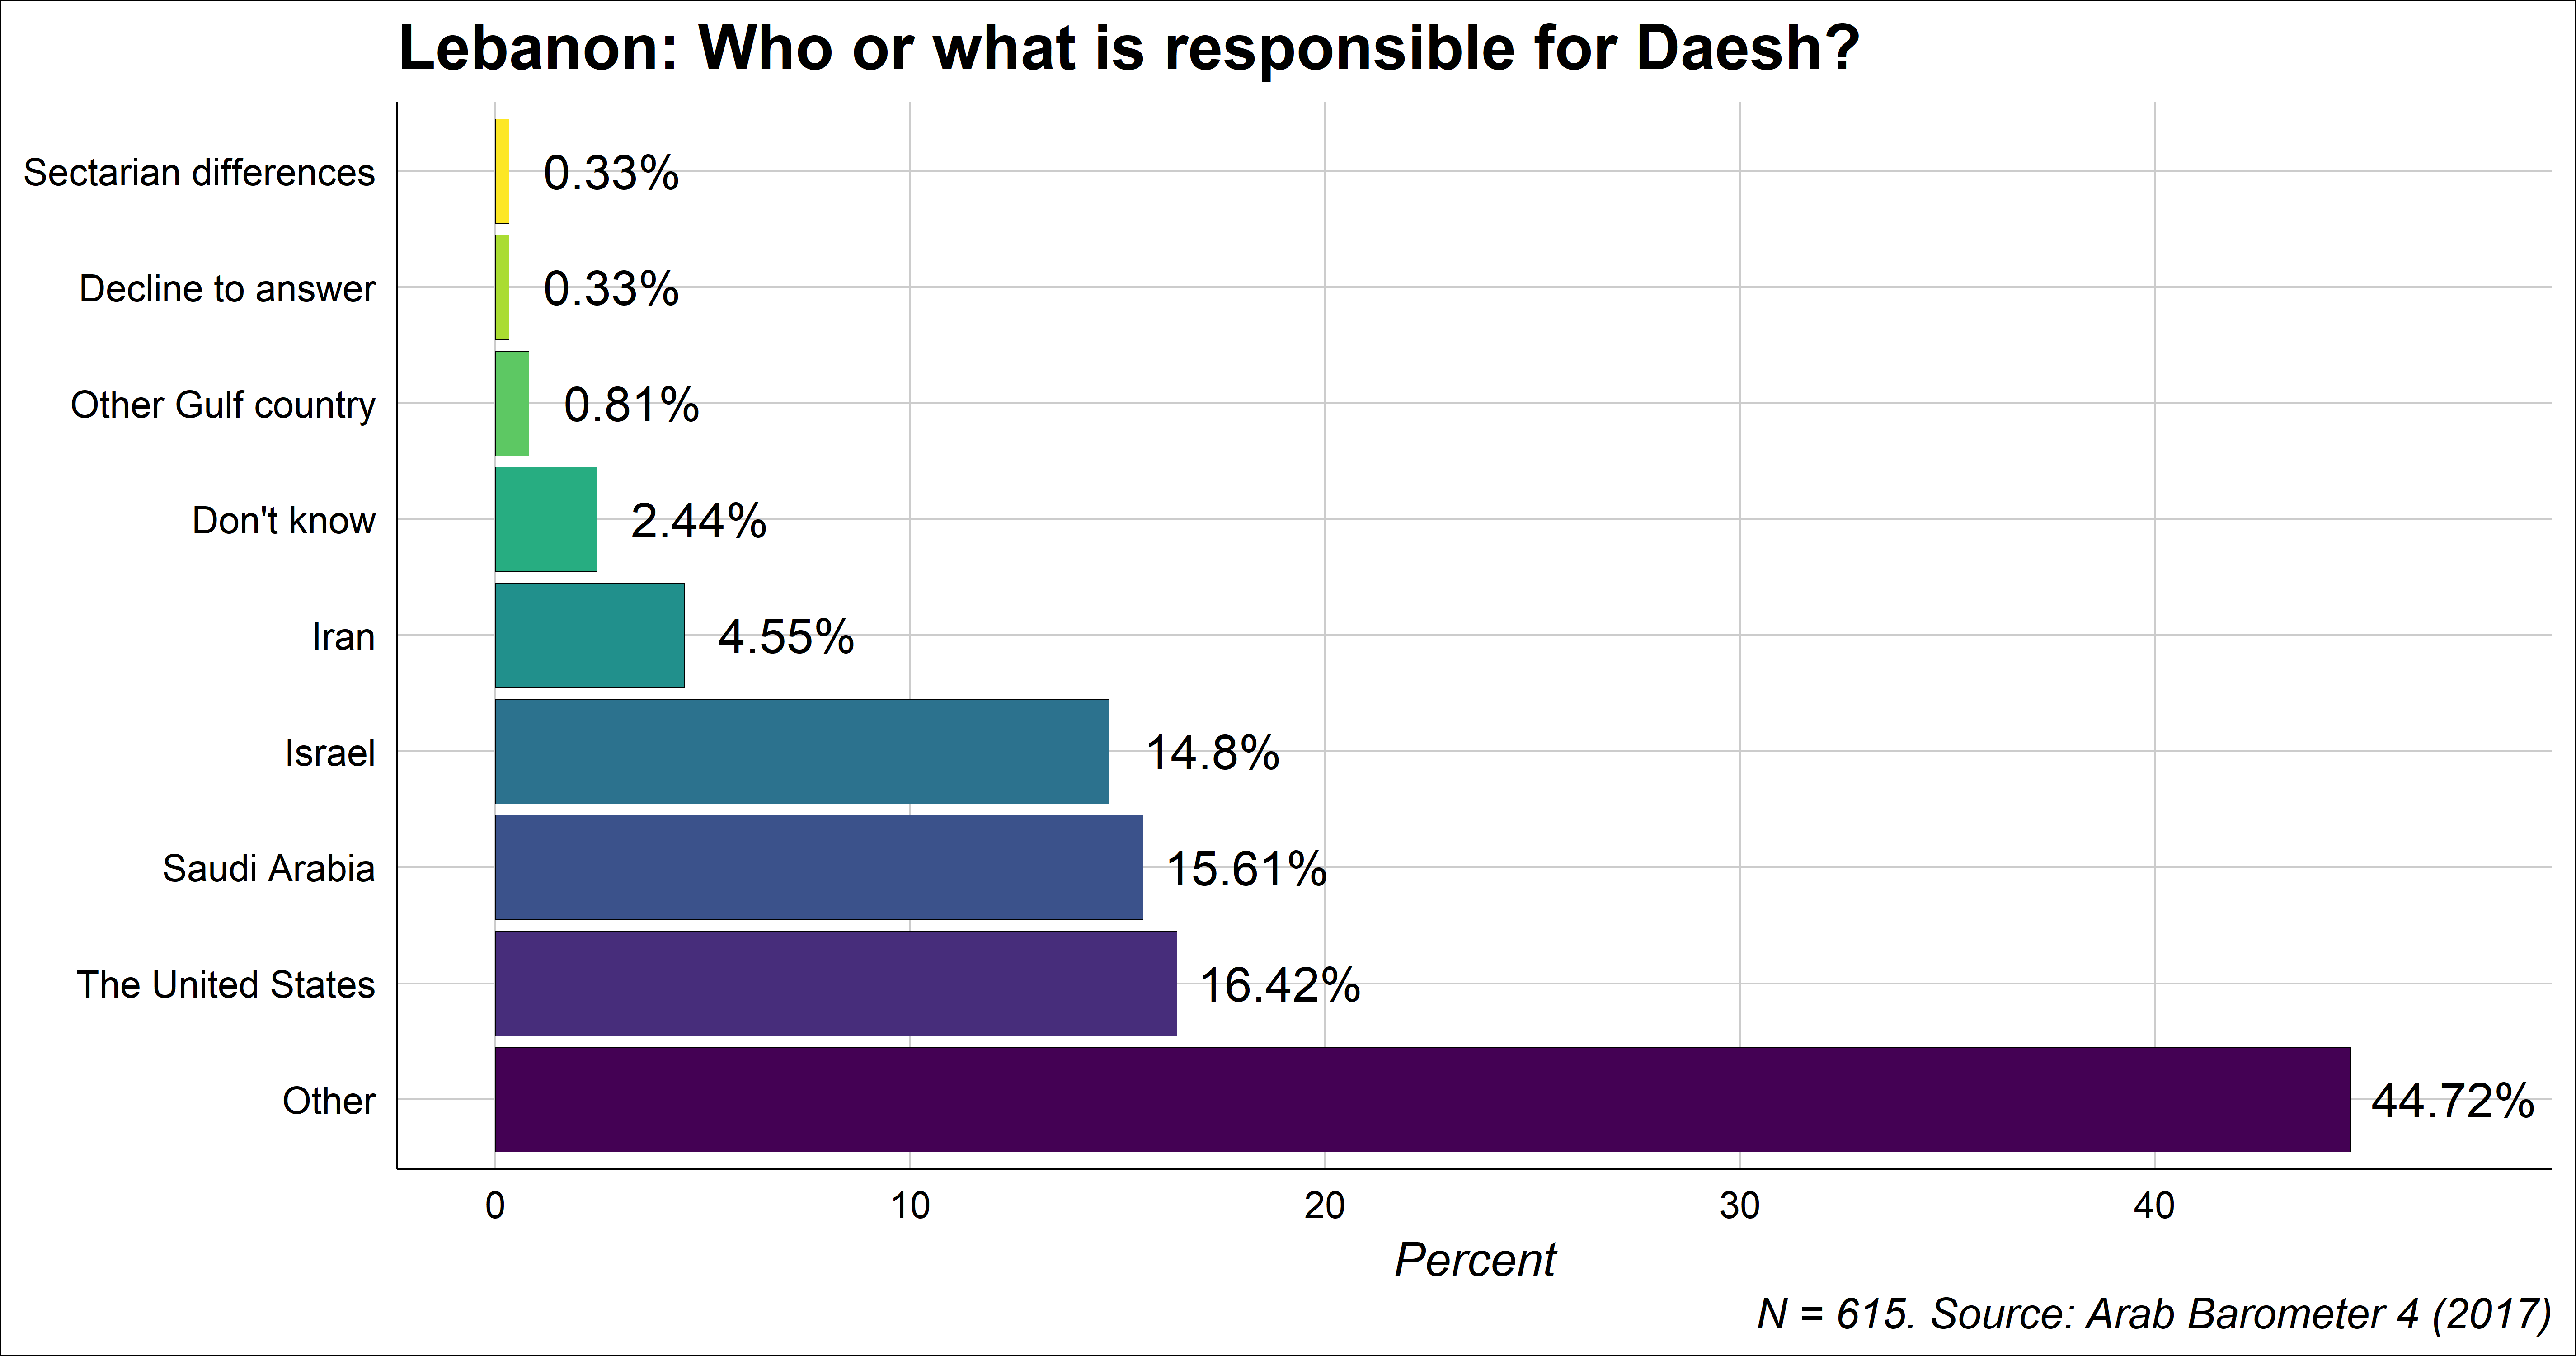 Lebanon: Who or what is responsible for Daesh?
Sectarian differences 0.33%
Decline to answer 0.33%
Other Gulf country 0.81%
Don't know 2.44%
Iran 4.55%
Israel 14.8%
Saudi Arabia 15.61%
The United States 16.42%
Other 44.72%
0 10 20 30 40
Percent
N = 615. Source: Arab Barometer 4 (2017)